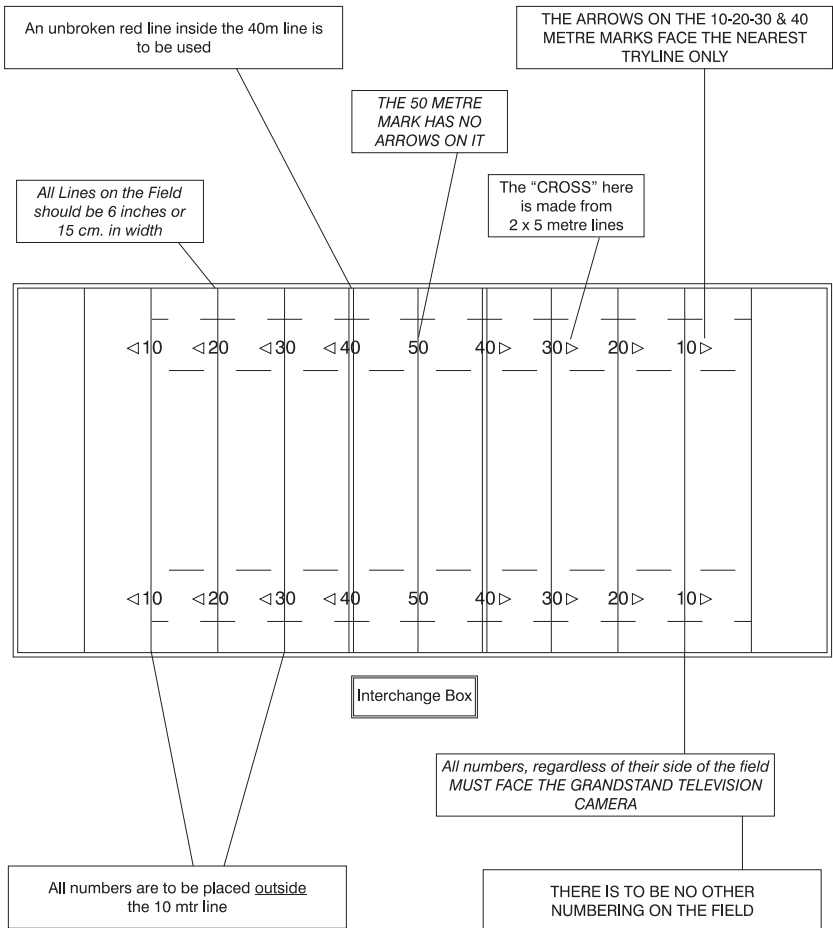 An unbroken red line inside the 40m line is
to be used
THE ARROWS ON THE 10-20-30 & 40
METRE MARKS FACE THE NEAREST
TRYLINE ONLY
THE 50 METRE
MARK HAS NO
ARROWS ON IT
All Lines on the Field
should be 6 inches or
15 cm. in width
The “CROSS” here
is made from
2 x 5 metre lines
◁10 ◁20 ◁30 ◁40 50 40▷ 30▷ 20▷ 10▷
◁10 ◁20 ◁30 ◁40 50 40▷ 30▷ 20▷ 10▷
Interchange Box
All numbers, regardless of their side of the field
MUST FACE THE GRANDSTAND TELEVISION
CAMERA
All numbers are to be placed outside
the 10 mtr line
THERE IS TO BE NO OTHER
NUMBERING ON THE FIELD